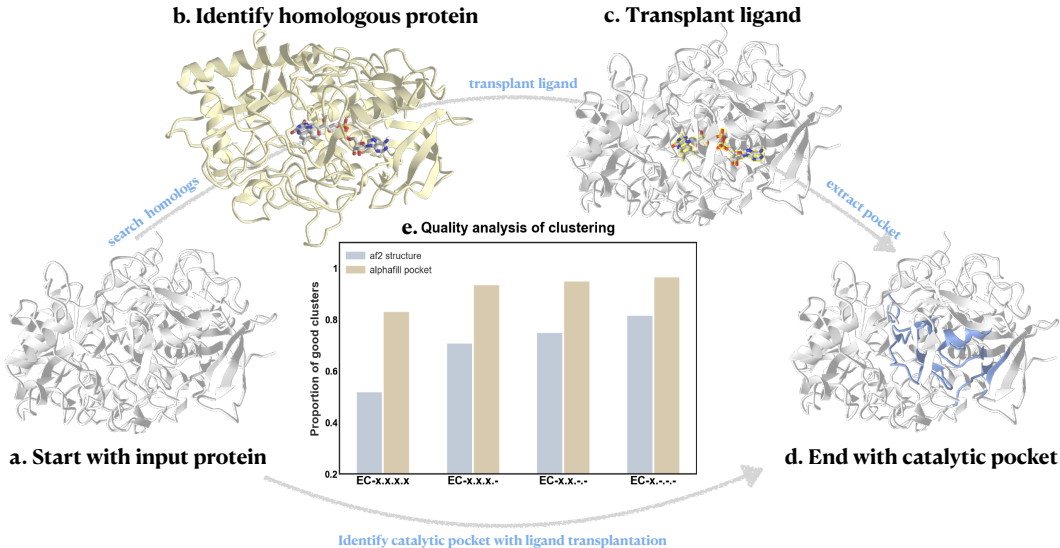 b. Identify homologous protein
c. Transplant ligand
transplant ligand
search homologs
extract pocket
e. Quality analysis of clustering
af2 structure
alphafill pocket
Proportion of good clusters
1
0.8
0.6
0.4
0.2
EC-x.x.x.x
EC-x.x.x.-
EC-x.x.-.-
EC-x.-.-.-
a. Start with input protein
d. End with catalytic pocket
Identify catalytic pocket with ligand transplantation